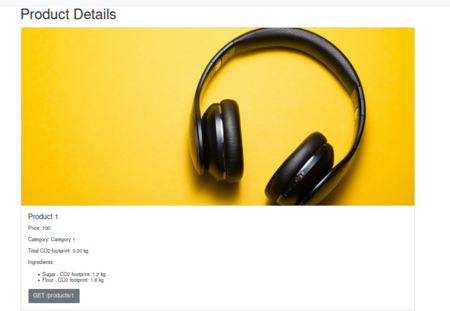 Product Details
Product 1
Price: 100
Category: Category 1
Total CO2 footprint: 3.00 kg
Ingredients:
Sugar - CO2 footprint: 1.2 kg
Flour - CO2 footprint: 1.8 kg
GET /products/1